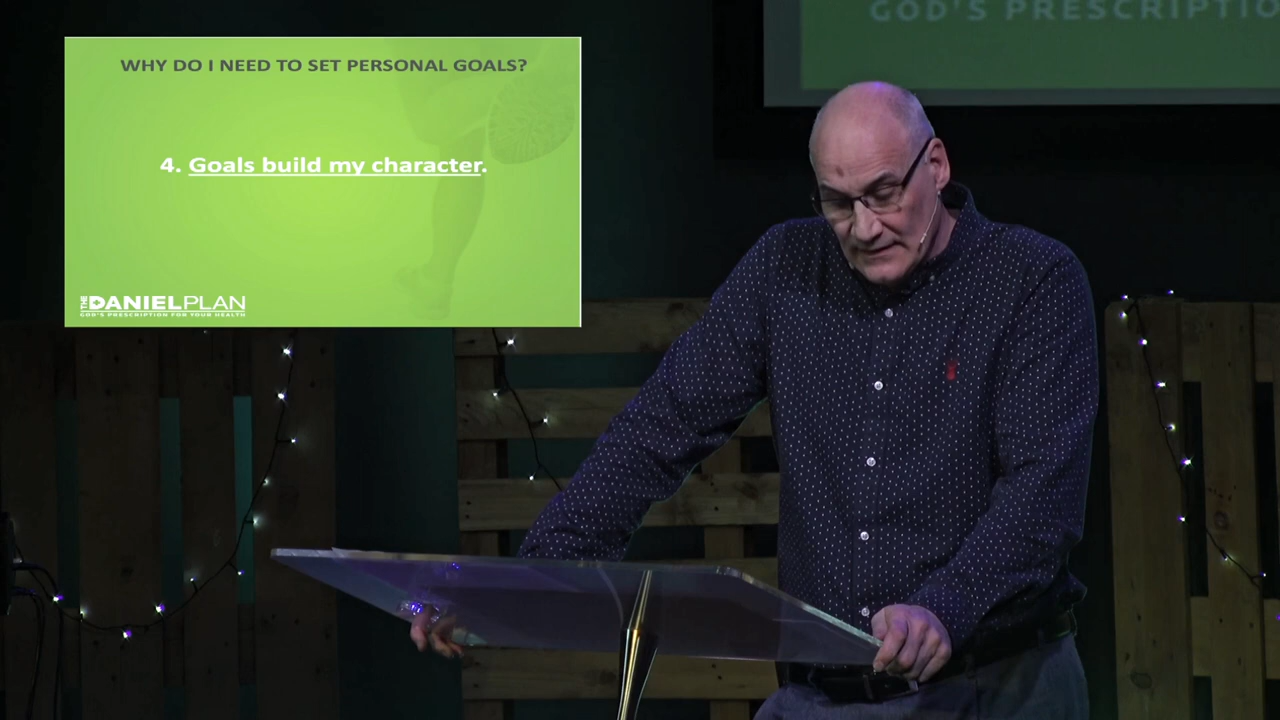 GOD'S PRESCRIPTIO
WHY DO I NEED TO SET PERSONAL GOALS?
4. Goals build my character.
THE DANIEL PLAN
GOD'S PRESCRIPTION FOR YOUR HEALTH